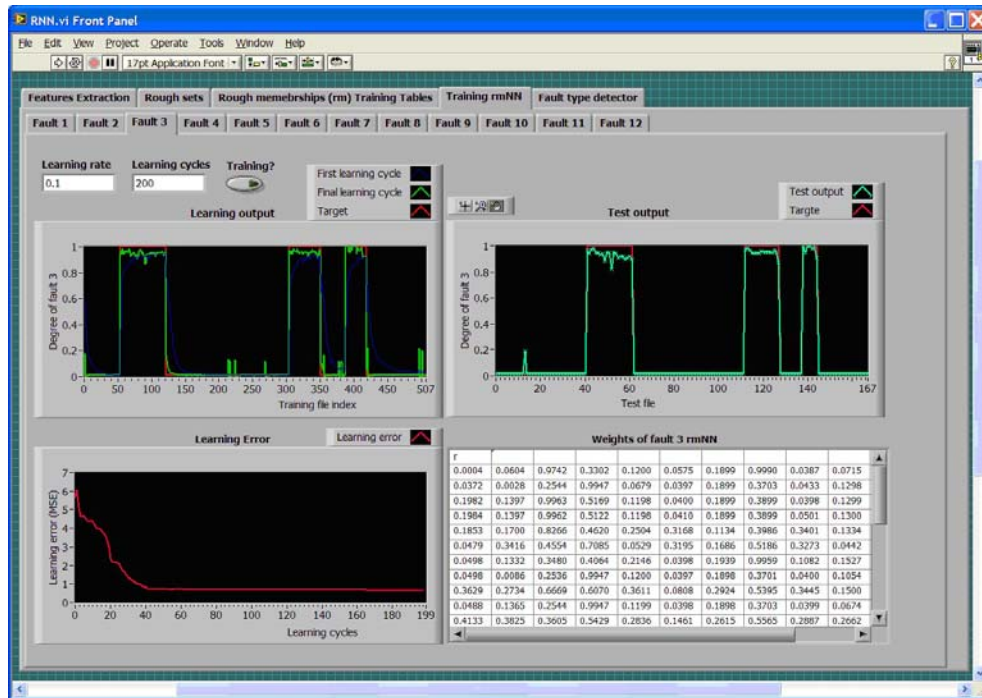 RNN.vi Front Panel
File Edit View Project Operate Tools Window Help
17pt Application Font
Features Extraction Rough sets Rough memebrships (rm) Training Tables Training rmNN Fault type detector
Fault 1 Fault 2 Fault 3 Fault 4 Fault 5 Fault 6 Fault 7 Fault 8 Fault 9 Fault 10 Fault 11 Fault 12
Learning rate Learning cycles Training?
0.1 200
First learning cycle
Final learning cycle
Target
Learning output
Degree of fault 3
1-
0.8-
0.6-
0.4-
0.2-
0-
0 50 100 150 200 250 300 350 400 450 507
Training file index
Test output
Targte
Test output
Degree of fault 3
1-
0.8-
0.6-
0.4-
0.2-
0-
0 20 40 60 80 100 120 140 167
Test file
Learning Error
Learning error
Learning error (MSE)
7-
6-
5-
4-
3-
2-
1-
0-
0 20 40 60 80 100 120 140 160 199
Learning cycles
Weights of fault 3 rmNN
r
0.0004 0.0604 0.9742 0.3302 0.1200 0.0575 0.1899 0.9990 0.0387 0.0715
0.0372 0.0028 0.2544 0.9947 0.0679 0.0397 0.1899 0.3703 0.0433 0.1298
0.1982 0.1397 0.9963 0.5169 0.1198 0.0400 0.1899 0.3899 0.0398 0.1299
0.1984 0.1397 0.9962 0.5122 0.1198 0.0410 0.1899 0.3899 0.0501 0.1300
0.1853 0.1700 0.8266 0.4620 0.2504 0.3168 0.1134 0.3986 0.3401 0.1334
0.0479 0.3416 0.4554 0.7085 0.0529 0.3195 0.1686 0.5186 0.3273 0.0442
0.0498 0.1332 0.3480 0.4064 0.2146 0.0398 0.1939 0.9959 0.1082 0.1527
0.0498 0.0086 0.2536 0.9947 0.1200 0.0397 0.1898 0.3701 0.0400 0.1054
0.3629 0.2734 0.6669 0.6070 0.3611 0.0808 0.2924 0.5395 0.3445 0.1500
0.0488 0.1365 0.2544 0.9947 0.1199 0.0398 0.1898 0.3703 0.0399 0.0674
0.4133 0.3825 0.3605 0.5429 0.2836 0.1461 0.2615 0.5565 0.2887 0.2662